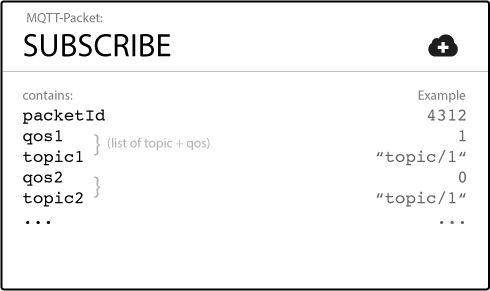 MQTT-Packet:
SUBSCRIBE
contains: Example
packetId 4312
qos1 1
} (list of topic + qos)
topic1 “topic/1“
qos2 0
}
topic2 “topic/1“
... ...